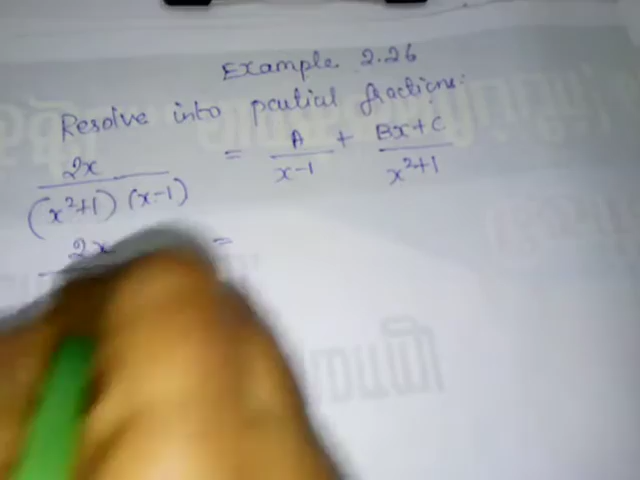 Example 2.26
Resolve into partial fractions:
2x / (x²+1) (x-1) = A / x-1 + Bx+C / x²+1
2x =